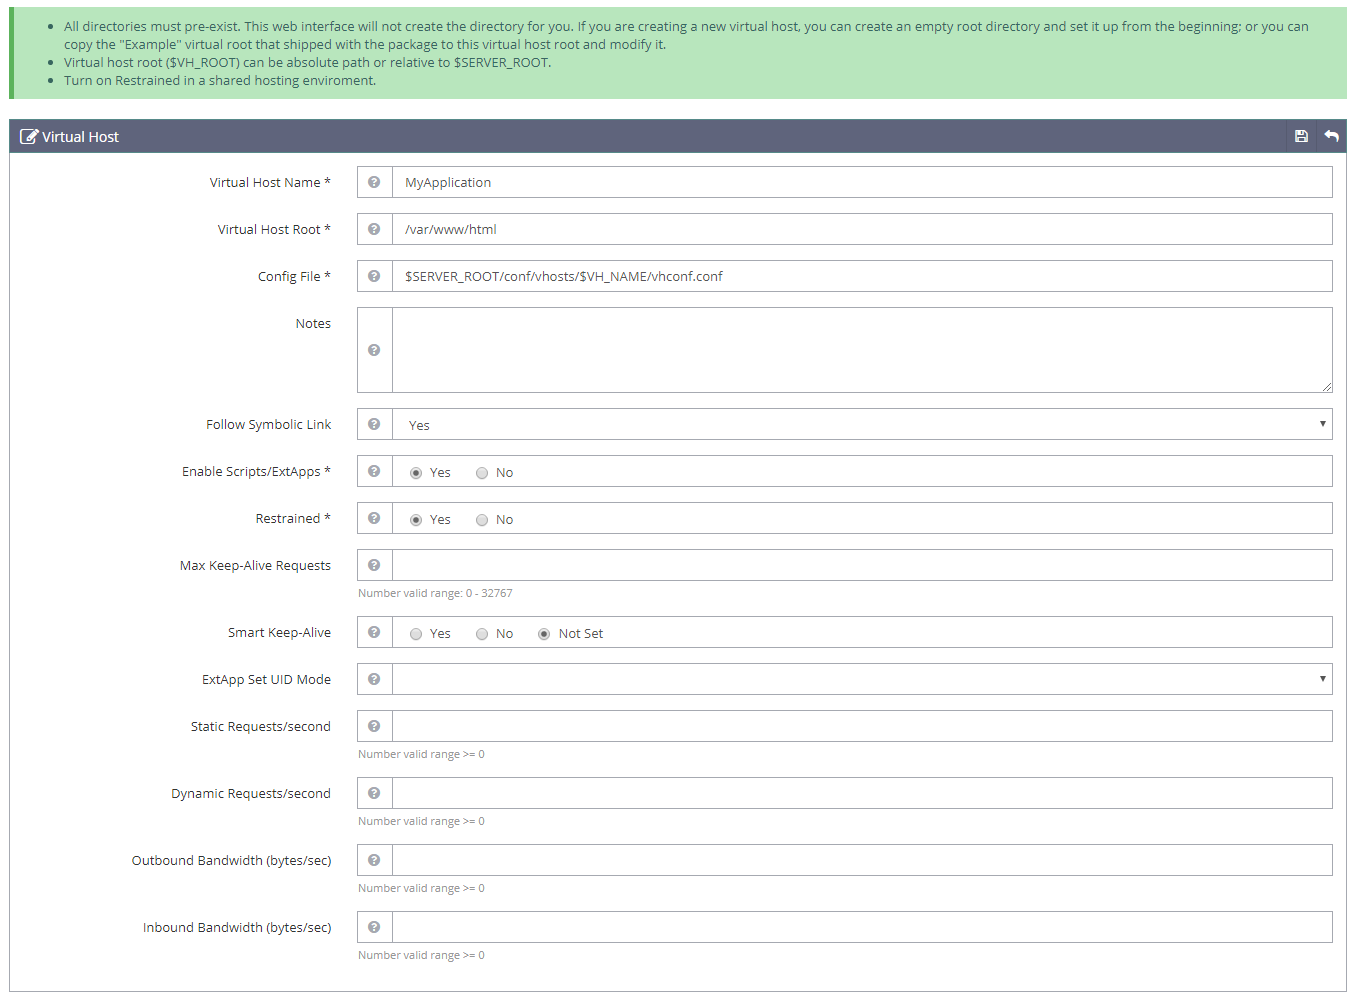 All directories must pre-exist. This web interface will not create the directory for you. If you are creating a new virtual host, you can create an empty root directory and set it up from the beginning; or you can
copy the "Example" virtual root that shipped with the package to this virtual host root and modify it.
Virtual host root ($VH_ROOT) can be absolute path or relative to $SERVER_ROOT.
Turn on Restrained in a shared hosting enviroment.
Virtual Host
Virtual Host Name * MyApplication
Virtual Host Root * /var/www/html
Config File * $SERVER_ROOT/conf/vhosts/$VH_NAME/vhconf.conf
Notes
Follow Symbolic Link Yes
Enable Scripts/ExtApps * Yes No
Restrained * Yes No
Max Keep-Alive Requests
Number valid range: 0 - 32767
Smart Keep-Alive Yes No Not Set
ExtApp Set UID Mode
Static Requests/second
Number valid range >= 0
Dynamic Requests/second
Number valid range >= 0
Outbound Bandwidth (bytes/sec)
Number valid range >= 0
Inbound Bandwidth (bytes/sec)
Number valid range >= 0